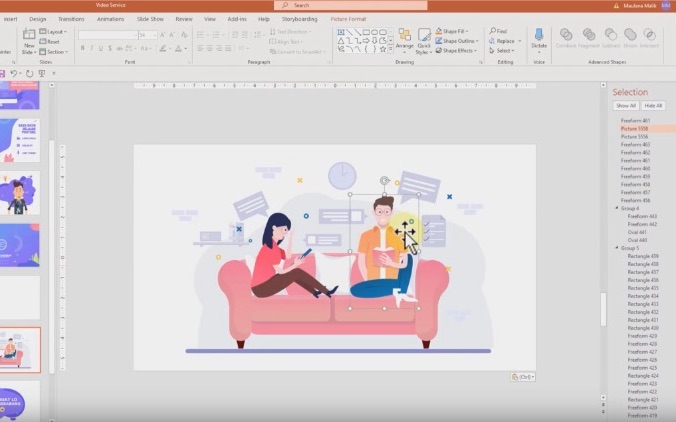 Video Service
Search
Maulana Malik
Insert Design Transitions Animations Slide Show Review View Add-ins Help Storyboarding Picture Format
New
Slide
Layout
Reset
Section
Slides
Font
Text Direction
Align Text
Convert to SmartArt
Paragraph
Arrange
Quick
Styles
Shape Fill
Shape Outline
Shape Effects
Drawing
Find
Replace
Select
Editing
Dictate
Voice
Combine Fragment Subtract Union Intersect
Advanced Shapes
Selection
Show All Hide All
Freeform 461
Picture 5558
Picture 5556
Freeform 463
Freeform 462
Freeform 461
Freeform 460
Freeform 459
Freeform 458
Freeform 457
Freeform 456
Group 4
Freeform 443
Freeform 442
Oval 441
Oval 440
Group 5
Rectangle 439
Rectangle 438
Rectangle 437
Rectangle 436
Rectangle 435
Rectangle 434
Rectangle 433
Rectangle 432
Rectangle 431
Rectangle 430
Freeform 429
Freeform 428
Freeform 427
Freeform 426
Freeform 425
Rectangle 424
Freeform 423
Freeform 422
Rectangle 421
Freeform 420
Freeform 419
(Ctrl)